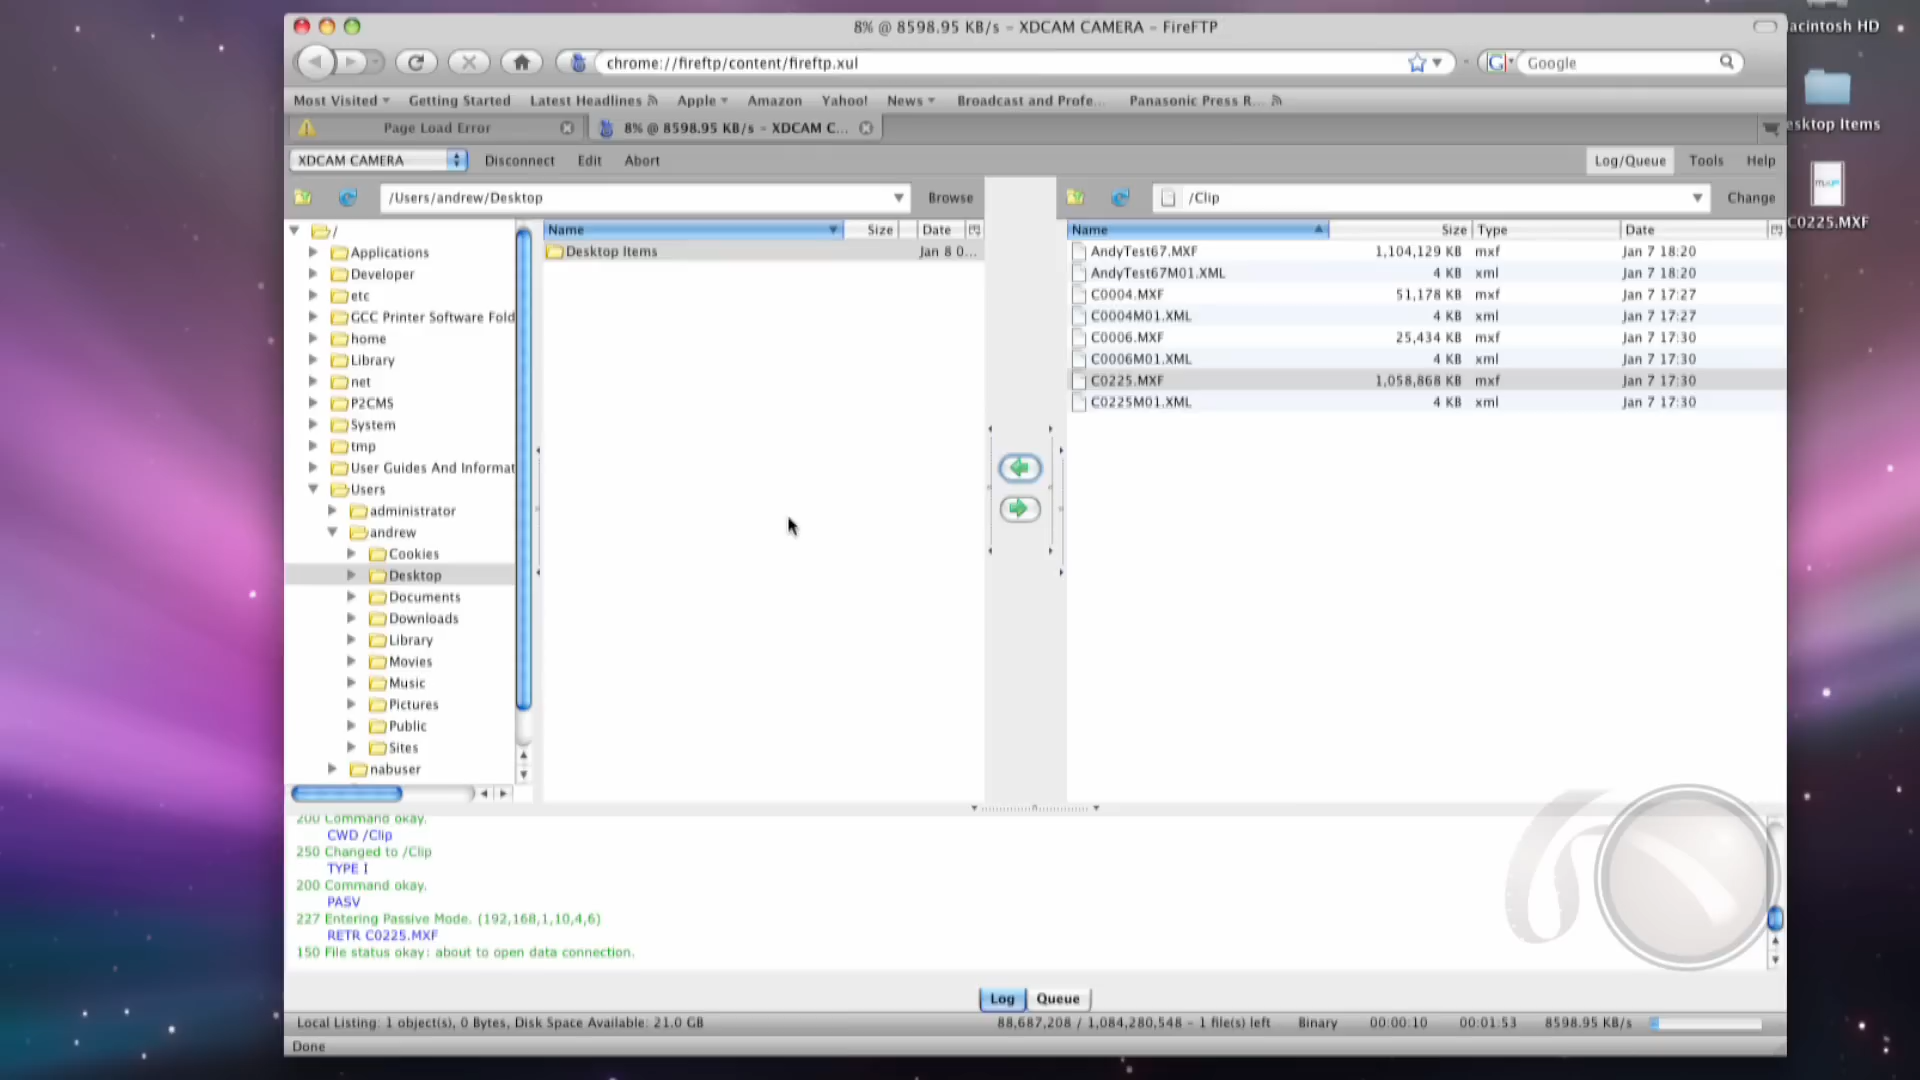 8% @ 8598.95 KB/s – XDCAM CAMERA – FireFTP
acintosh HD
chrome://fireftp/content/fireftp.xul
Google
Most Visited Getting Started Latest Headlines Apple Amazon Yahoo! News Broadcast and Profe... Panasonic Press R...
Page Load Error
8% @ 8598.95 KB/s – XDCAM C...
sktop Items
XDCAM CAMERA Disconnect Edit Abort
Log/Queue Tools Help
/Users/andrew/Desktop Browse
/Clip Change
C0225.MXF
Name Size Date
Name Size Type Date
/
Applications
Developer
etc
GCC Printer Software Fold
home
Library
net
P2CMS
System
tmp
User Guides And Informat
Users
administrator
andrew
Cookies
Desktop
Documents
Downloads
Library
Movies
Music
Pictures
Public
Sites
nabuser
Desktop Items Jan 8 0...
AndyTest67.MXF 1,104,129 KB mxf Jan 7 18:20
AndyTest67M01.XML 4 KB xml Jan 7 18:20
C0004.MXF 51,178 KB mxf Jan 7 17:27
C0004M01.XML 4 KB xml Jan 7 17:27
C0006.MXF 25,434 KB mxf Jan 7 17:30
C0006M01.XML 4 KB xml Jan 7 17:30
C0225.MXF 1,058,868 KB mxf Jan 7 17:30
C0225M01.XML 4 KB xml Jan 7 17:30
200 Command okay.
CWD /Clip
250 Changed to /Clip
TYPE I
200 Command okay.
PASV
227 Entering Passive Mode. (192,168,1,10,4,6)
RETR C0225.MXF
150 File status okay: about to open data connection.
Log Queue
Local Listing: 1 object(s), 0 Bytes, Disk Space Available: 21.0 GB
88,687,208 / 1,084,280,548 – 1 file(s) left Binary 00:00:10 00:01:53 8598.95 KB/s
Done